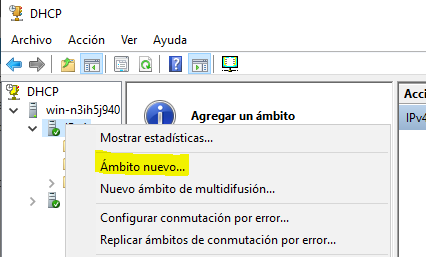 DHCP
Archivo Acción Ver Ayuda
DHCP
win-n3ih5j940
Agregar un ámbito
Acci
IPv4
Mostrar estadísticas...
Ámbito nuevo...
Nuevo ámbito de multidifusión...
Configurar conmutación por error...
Replicar ámbitos de conmutación por error...